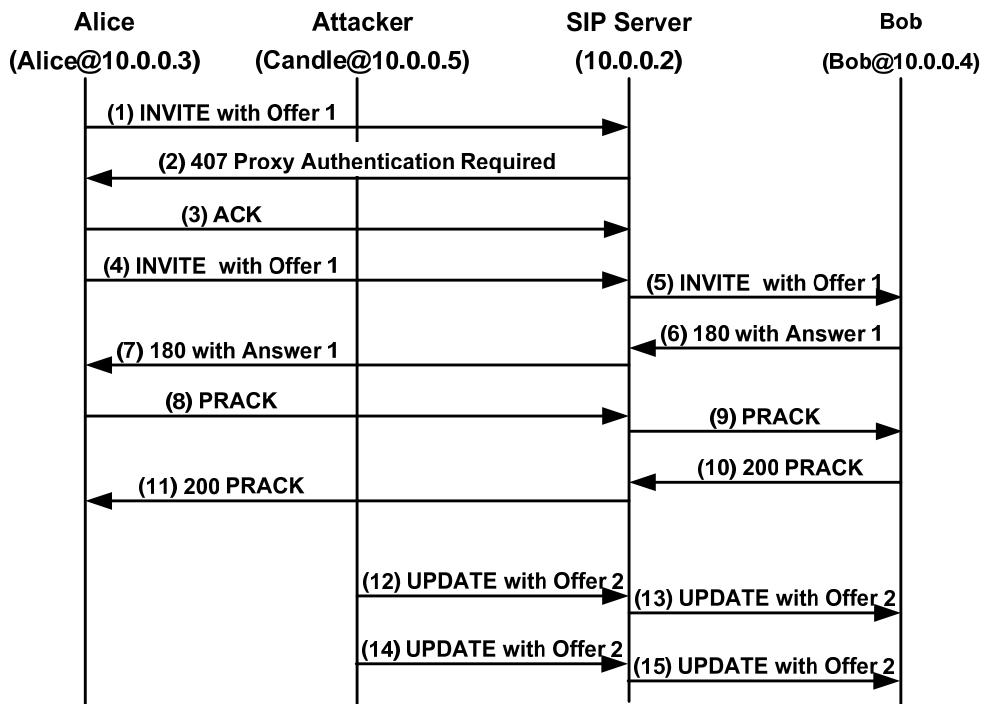 Alice
(Alice@10.0.0.3)
Attacker
(Candle@10.0.0.5)
SIP Server
(10.0.0.2)
Bob
(Bob@10.0.0.4)
(1) INVITE with Offer 1
(2) 407 Proxy Authentication Required
(3) ACK
(4) INVITE with Offer 1
(5) INVITE with Offer 1
(6) 180 with Answer 1
(7) 180 with Answer 1
(8) PRACK
(9) PRACK
(10) 200 PRACK
(11) 200 PRACK
(12) UPDATE with Offer 2
(13) UPDATE with Offer 2
(14) UPDATE with Offer 2
(15) UPDATE with Offer 2